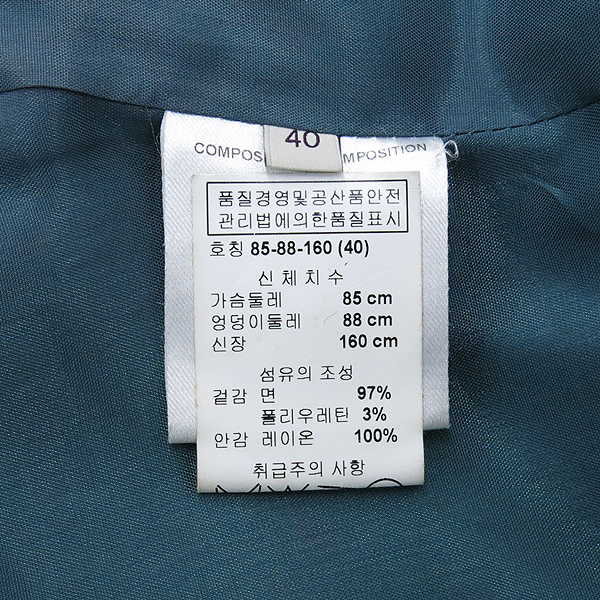 40
COMPOS MPOSITION
품질경영및공산품안전
관리법에의한품질표시
호칭 85-88-160 (40)
신체치수
가슴둘레 85 cm
엉덩이둘레 88 cm
신장 160 cm
섬유의 조성
겉감 면 97%
폴리우레틴 3%
안감 레이온 100%
취급주의 사항